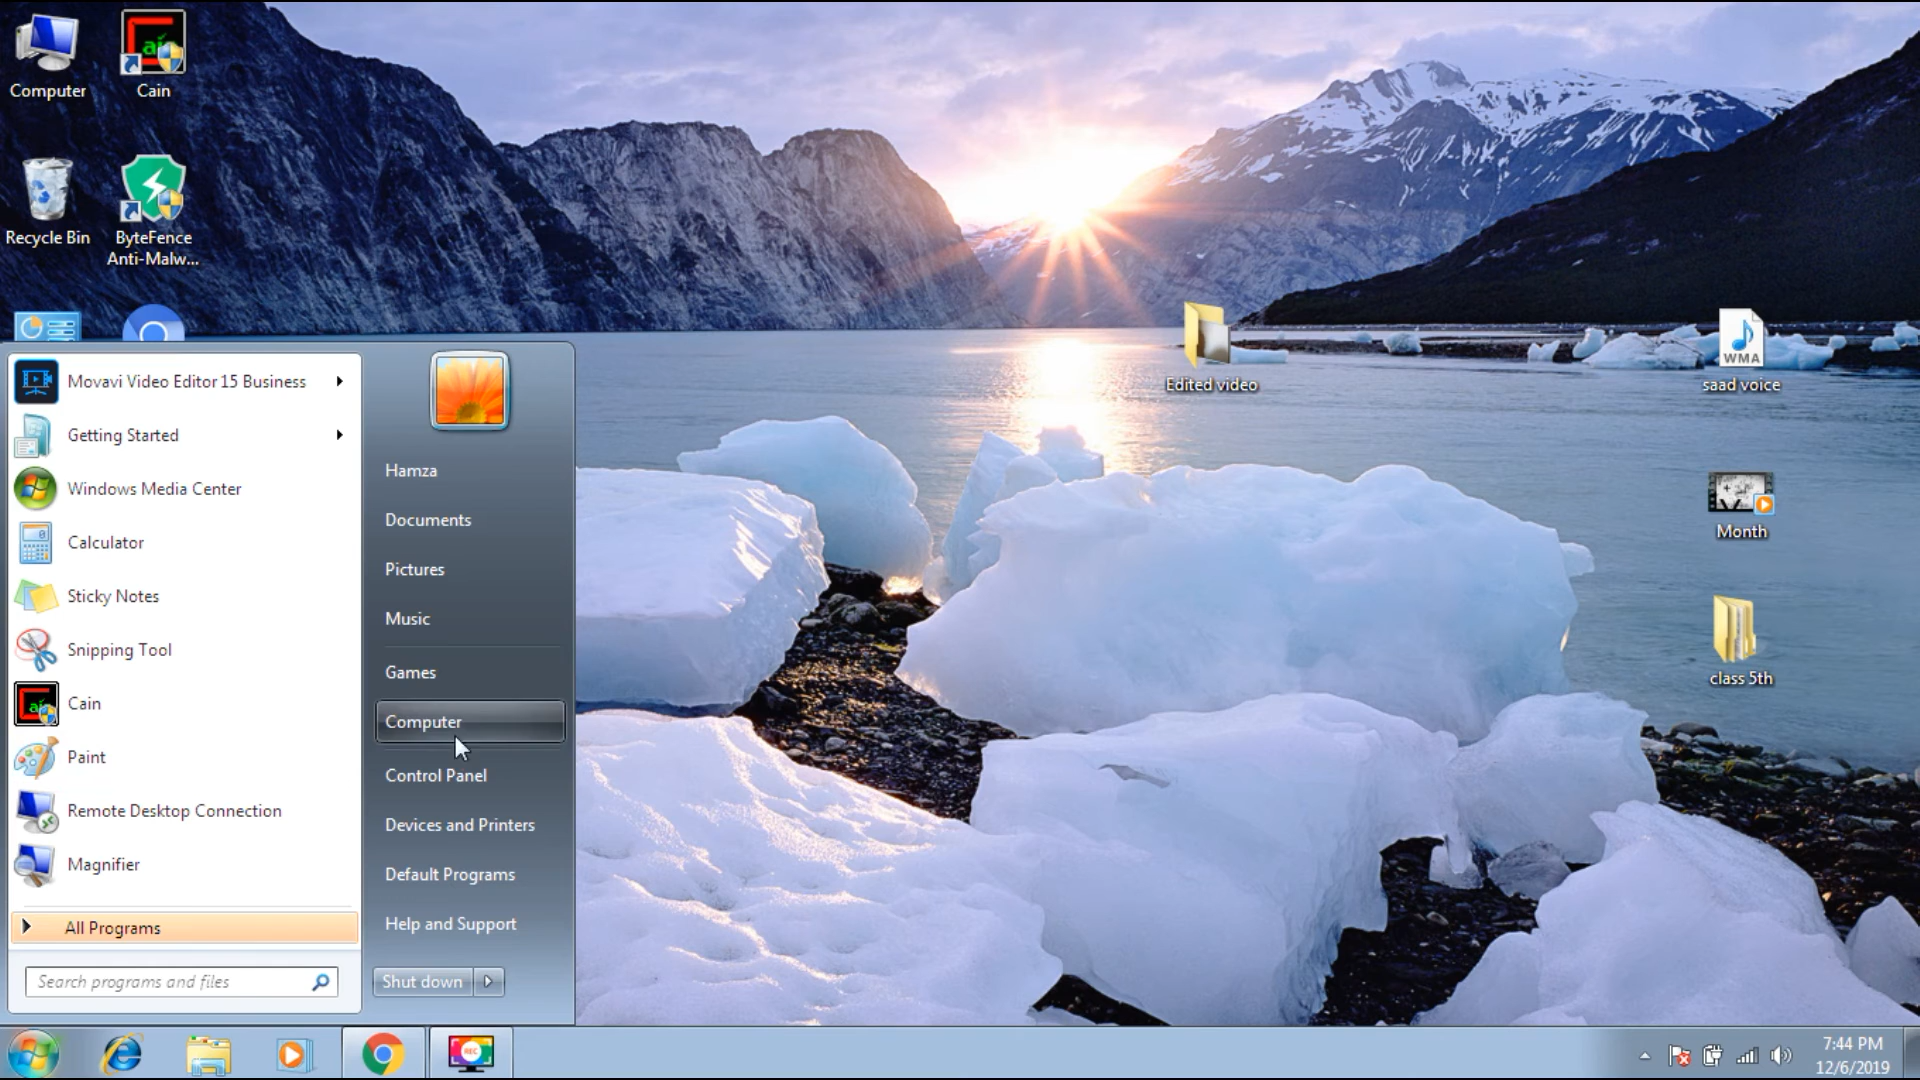 Computer
Cain
Recycle Bin
ByteFence
Anti-Malw...
Movavi Video Editor 15 Business
Getting Started
Windows Media Center
Calculator
Sticky Notes
Snipping Tool
Cain
Paint
Remote Desktop Connection
Magnifier
All Programs
Search programs and files
Hamza
Documents
Pictures
Music
Games
Computer
Control Panel
Devices and Printers
Default Programs
Help and Support
Shut down
Edited video
WMA
saad voice
Month
class 5th
REC
7:44 PM
12/6/2019